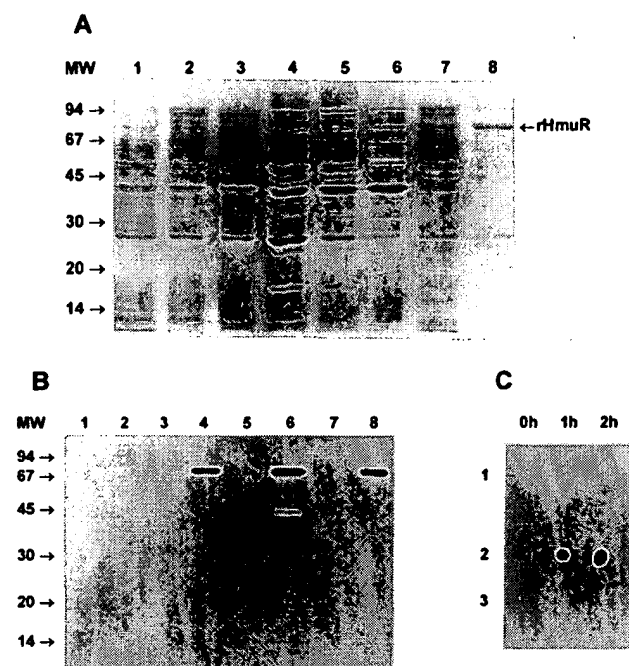 A
MW 1 2 3 4 5 6 7 8
94 →
67 → ←rHmuR
45 →
30 →
20 →
14 →
B
MW 1 2 3 4 5 6 7 8
94 →
67 →
45 →
30 →
20 →
14 →
C
0h 1h 2h
1
2
3